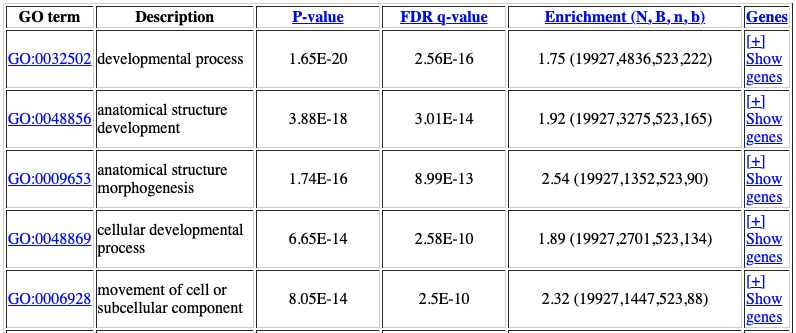 GO term Description P-value FDR q-value Enrichment (N, B, n, b) Genes
GO:0032502 developmental process 1.65E-20 2.56E-16 1.75 (19927,4836,523,222) [+] Show genes
GO:0048856 anatomical structure development 3.88E-18 3.01E-14 1.92 (19927,3275,523,165) [+] Show genes
GO:0009653 anatomical structure morphogenesis 1.74E-16 8.99E-13 2.54 (19927,1352,523,90) [+] Show genes
GO:0048869 cellular developmental process 6.65E-14 2.58E-10 1.89 (19927,2701,523,134) [+] Show genes
GO:0006928 movement of cell or subcellular component 8.05E-14 2.5E-10 2.32 (19927,1447,523,88) [+] Show genes